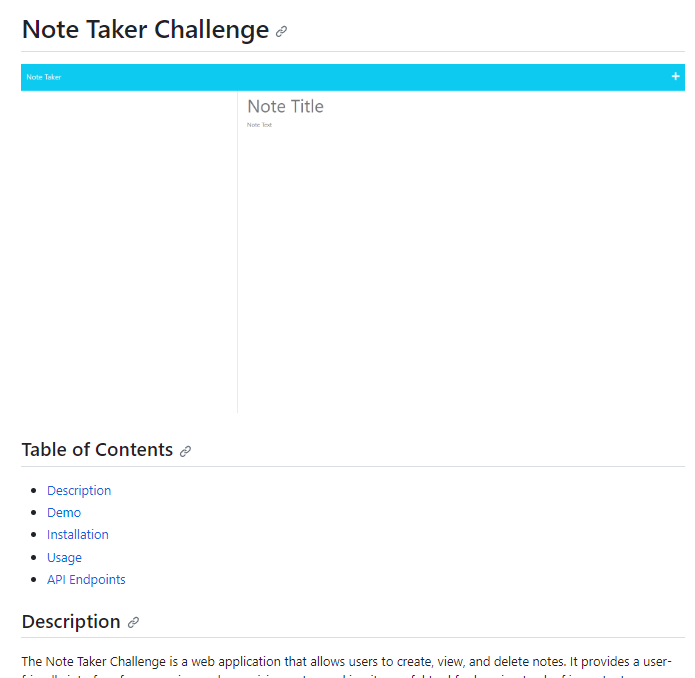 Note Taker Challenge
Note Taker
Note Title
Note Text
Table of Contents
Description
Demo
Installation
Usage
API Endpoints
Description
The Note Taker Challenge is a web application that allows users to create, view, and delete notes. It provides a user-